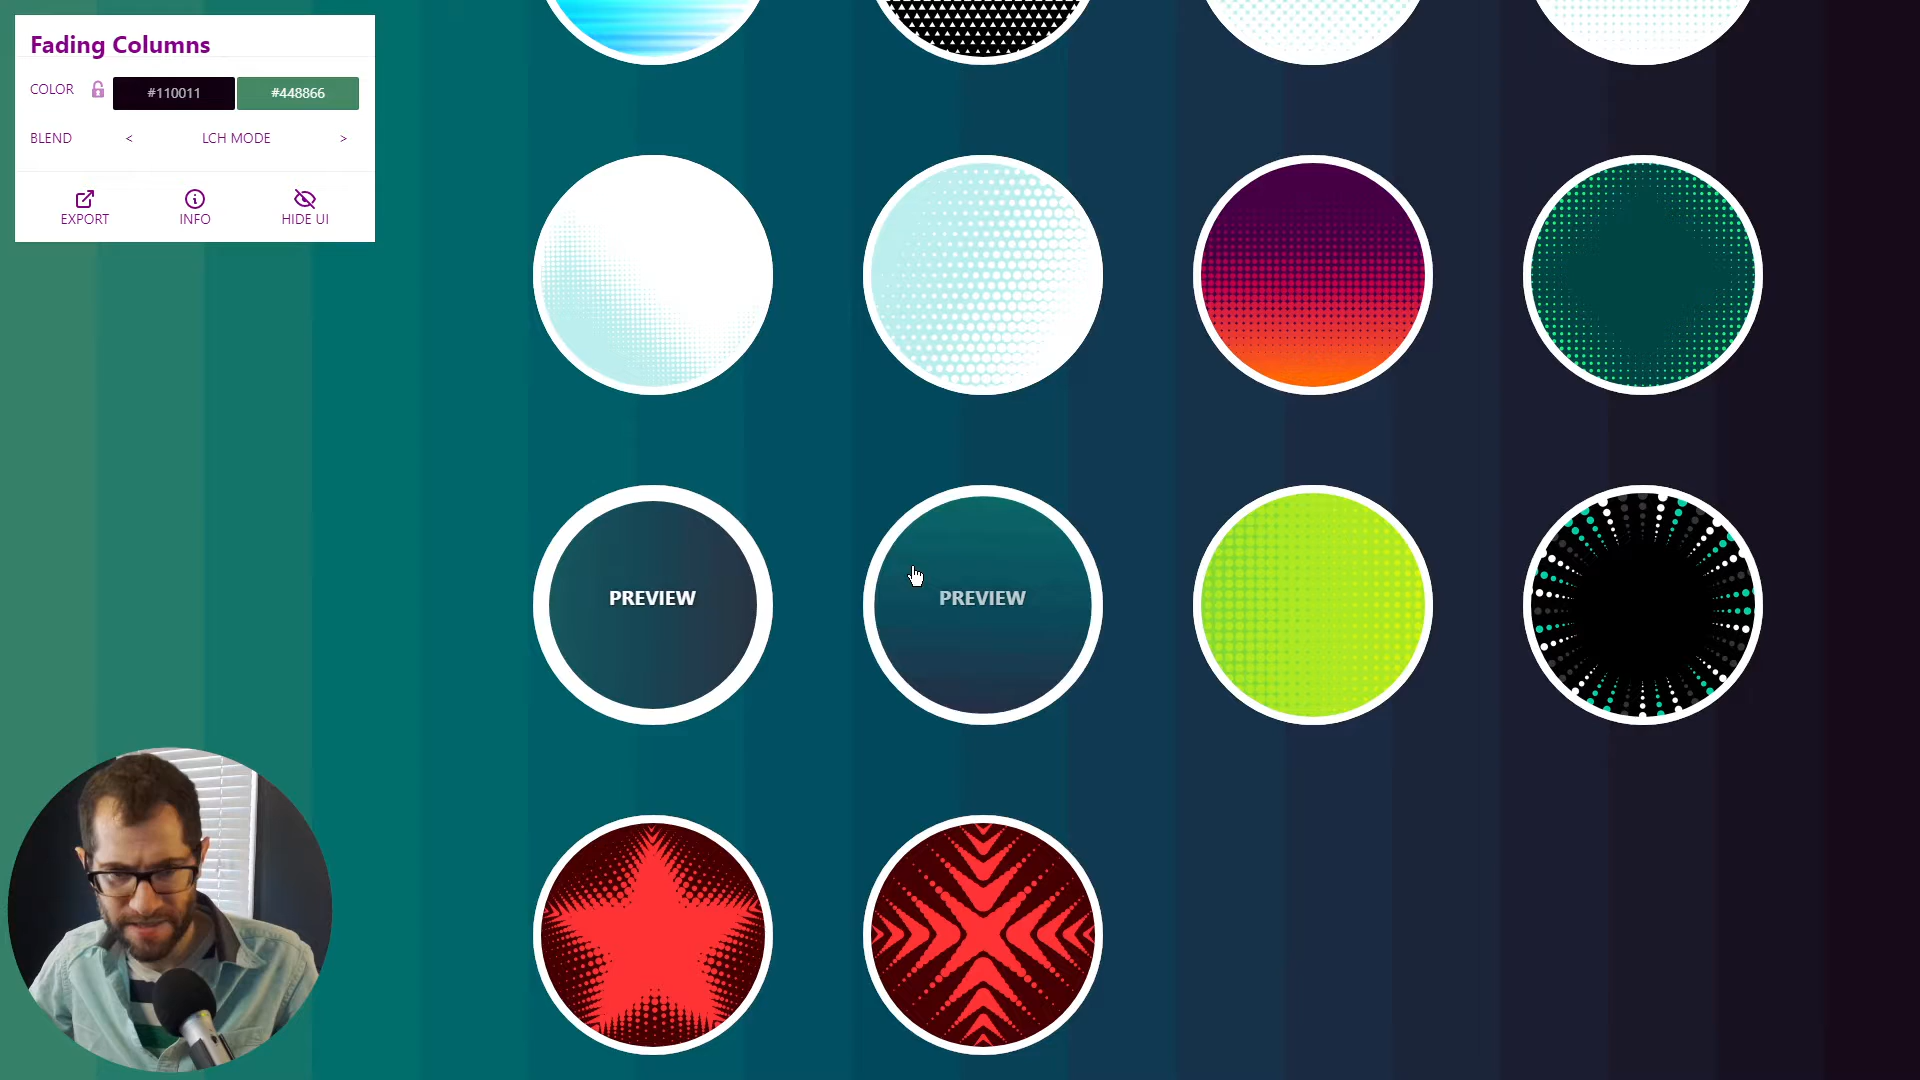 Fading Columns
COLOR #110011 #448866
BLEND < LCH MODE >
EXPORT INFO HIDE UI
PREVIEW PREVIEW